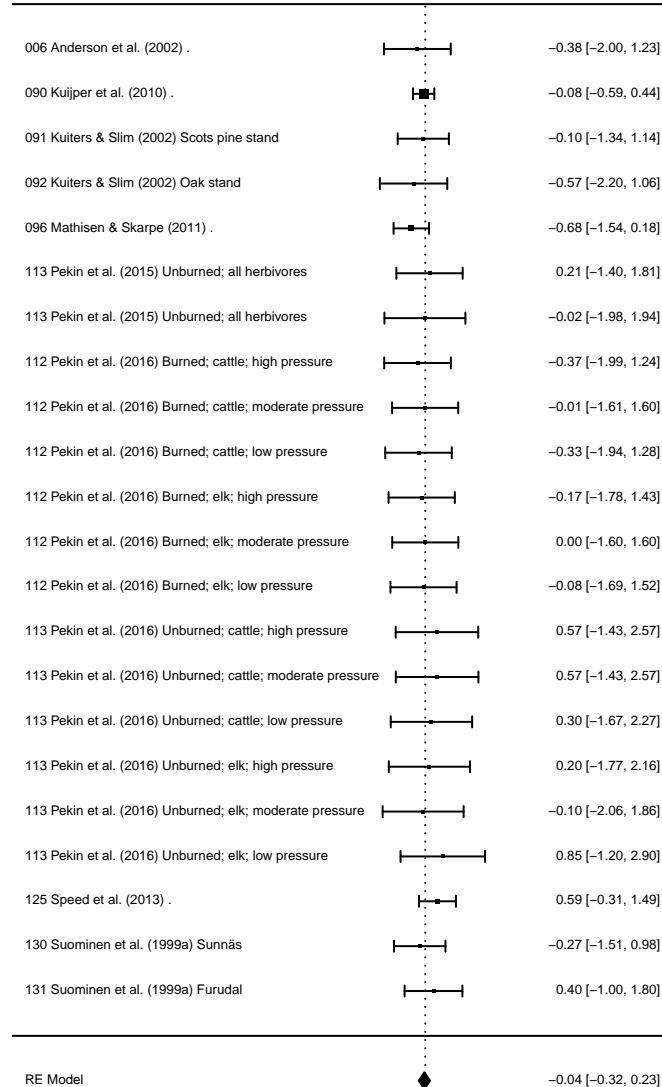 006 Anderson et al. (2002) . −0.38 [−2.00, 1.23]
090 Kuijper et al. (2010) . −0.08 [−0.59, 0.44]
091 Kuiters & Slim (2002) Scots pine stand −0.10 [−1.34, 1.14]
092 Kuiters & Slim (2002) Oak stand −0.57 [−2.20, 1.06]
096 Mathisen & Skarpe (2011) . −0.68 [−1.54, 0.18]
113 Pekin et al. (2015) Unburned; all herbivores 0.21 [−1.40, 1.81]
113 Pekin et al. (2015) Unburned; all herbivores −0.02 [−1.98, 1.94]
112 Pekin et al. (2016) Burned; cattle; high pressure −0.37 [−1.99, 1.24]
112 Pekin et al. (2016) Burned; cattle; moderate pressure −0.01 [−1.61, 1.60]
112 Pekin et al. (2016) Burned; cattle; low pressure −0.33 [−1.94, 1.28]
112 Pekin et al. (2016) Burned; elk; high pressure −0.17 [−1.78, 1.43]
112 Pekin et al. (2016) Burned; elk; moderate pressure 0.00 [−1.60, 1.60]
112 Pekin et al. (2016) Burned; elk; low pressure −0.08 [−1.69, 1.52]
113 Pekin et al. (2016) Unburned; cattle; high pressure 0.57 [−1.43, 2.57]
113 Pekin et al. (2016) Unburned; cattle; moderate pressure 0.57 [−1.43, 2.57]
113 Pekin et al. (2016) Unburned; cattle; low pressure 0.30 [−1.67, 2.27]
113 Pekin et al. (2016) Unburned; elk; high pressure 0.20 [−1.77, 2.16]
113 Pekin et al. (2016) Unburned; elk; moderate pressure −0.10 [−2.06, 1.86]
113 Pekin et al. (2016) Unburned; elk; low pressure 0.85 [−1.20, 2.90]
125 Speed et al. (2013) . 0.59 [−0.31, 1.49]
130 Suominen et al. (1999a) Sunnäs −0.27 [−1.51, 0.98]
131 Suominen et al. (1999a) Furudal 0.40 [−1.00, 1.80]
RE Model −0.04 [−0.32, 0.23]